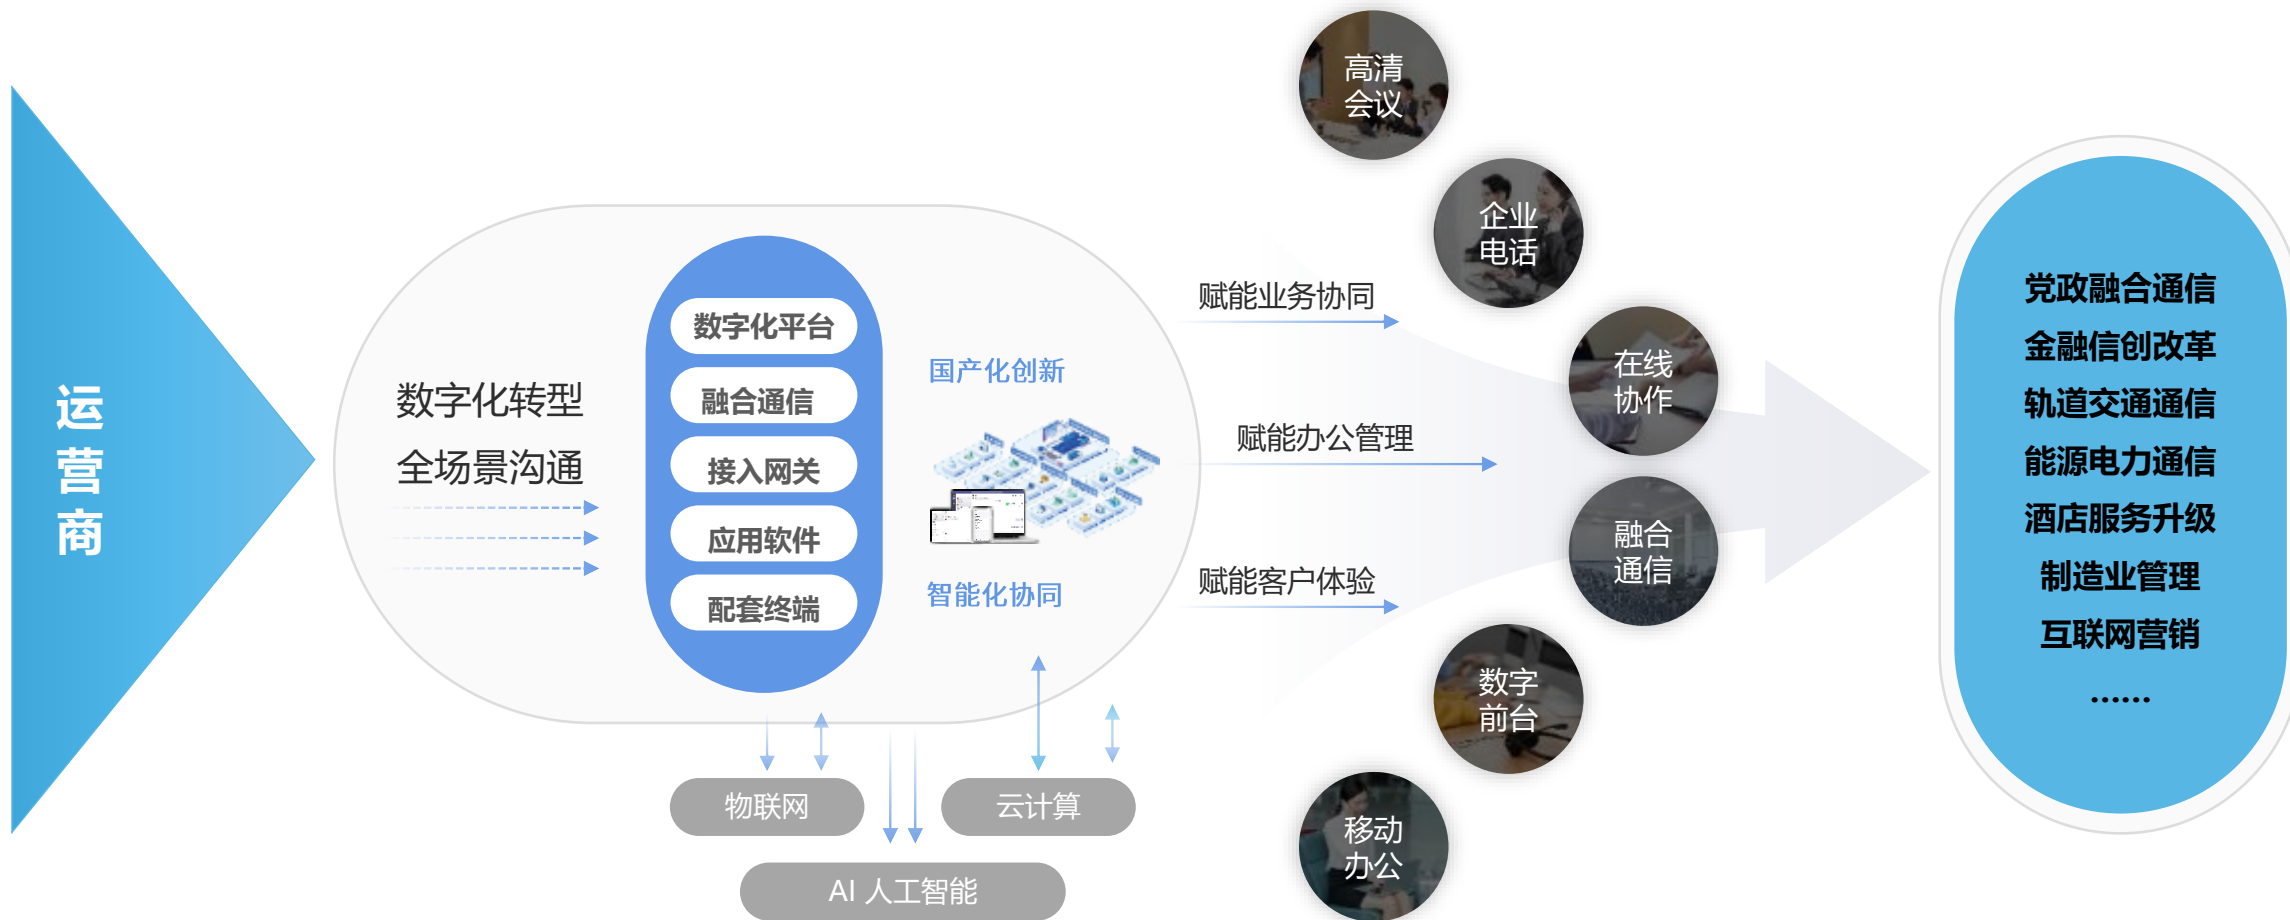 运
营
商
数字化转型
全场景沟通
数字化平台
融合通信
接入网关
应用软件
配套终端
国产化创新
智能化协同
物联网
云计算
AI 人工智能
赋能业务协同
赋能办公管理
赋能客户体验
高清
会议
企业
电话
在线
协作
融合
通信
数字
前台
移动
办公
党政融合通信
金融信创改革
轨道交通通信
能源电力通信
酒店服务升级
制造业管理
互联网营销
……